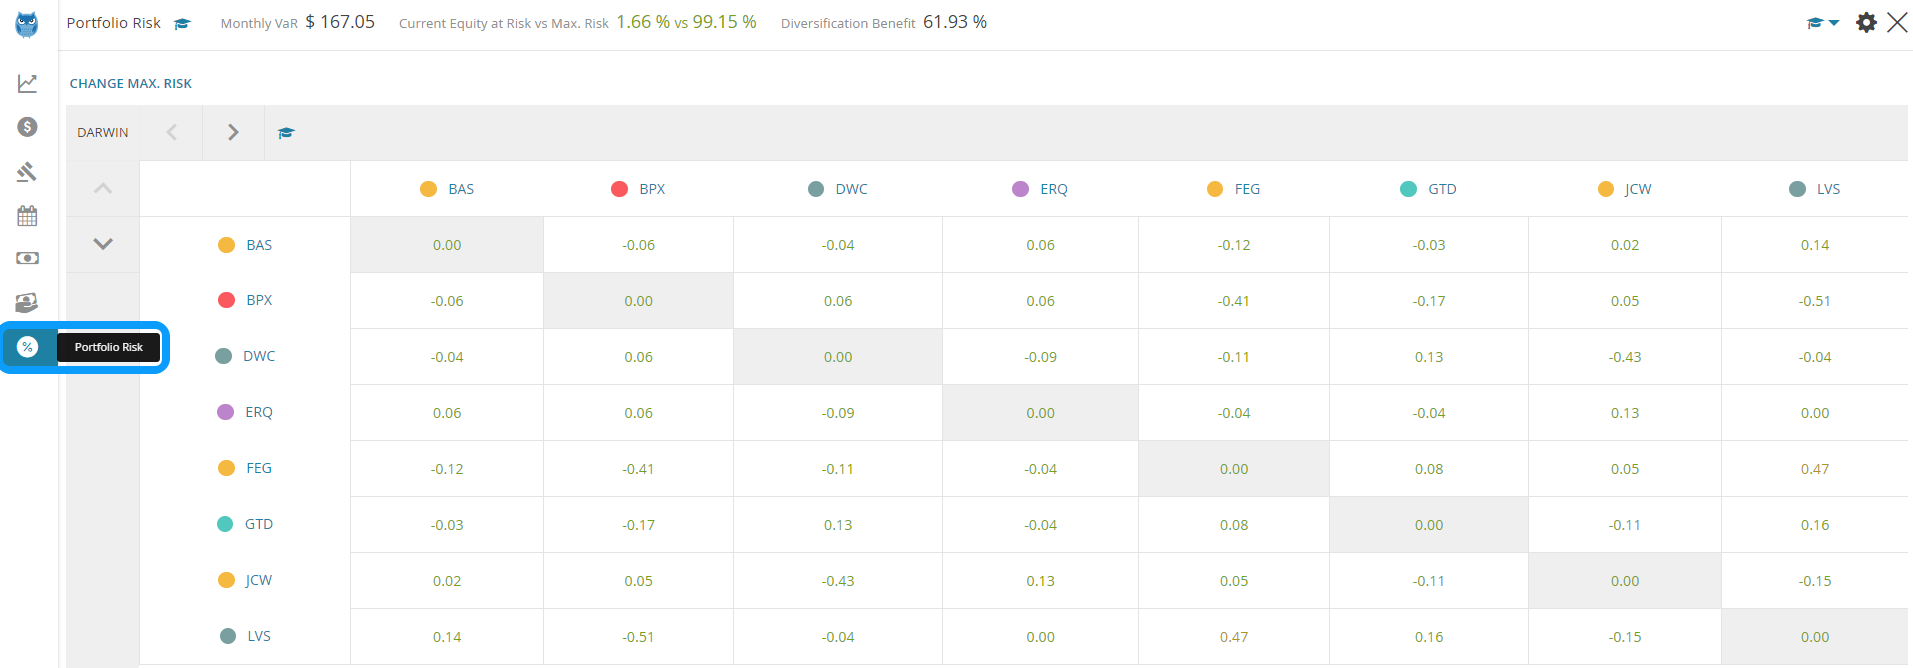 Portfolio Risk Monthly VaR $ 167.05 Current Equity at Risk vs Max. Risk 1.66 % vs 99.15 % Diversification Benefit 61.93 %
CHANGE MAX. RISK
DARWIN
BAS BPX DWC ERQ FEG GTD JCW LVS
BAS 0.00 -0.06 -0.04 0.06 -0.12 -0.03 0.02 0.14
BPX -0.06 0.00 0.06 0.06 -0.41 -0.17 0.05 -0.51
% Portfolio Risk
DWC -0.04 0.06 0.00 -0.09 -0.11 0.13 -0.43 -0.04
ERQ 0.06 0.06 -0.09 0.00 -0.04 -0.04 0.13 0.00
FEG -0.12 -0.41 -0.11 -0.04 0.00 0.08 0.05 0.47
GTD -0.03 -0.17 0.13 -0.04 0.08 0.00 -0.11 0.16
JCW 0.02 0.05 -0.43 0.13 0.05 -0.11 0.00 -0.15
LVS 0.14 -0.51 -0.04 0.00 0.47 0.16 -0.15 0.00